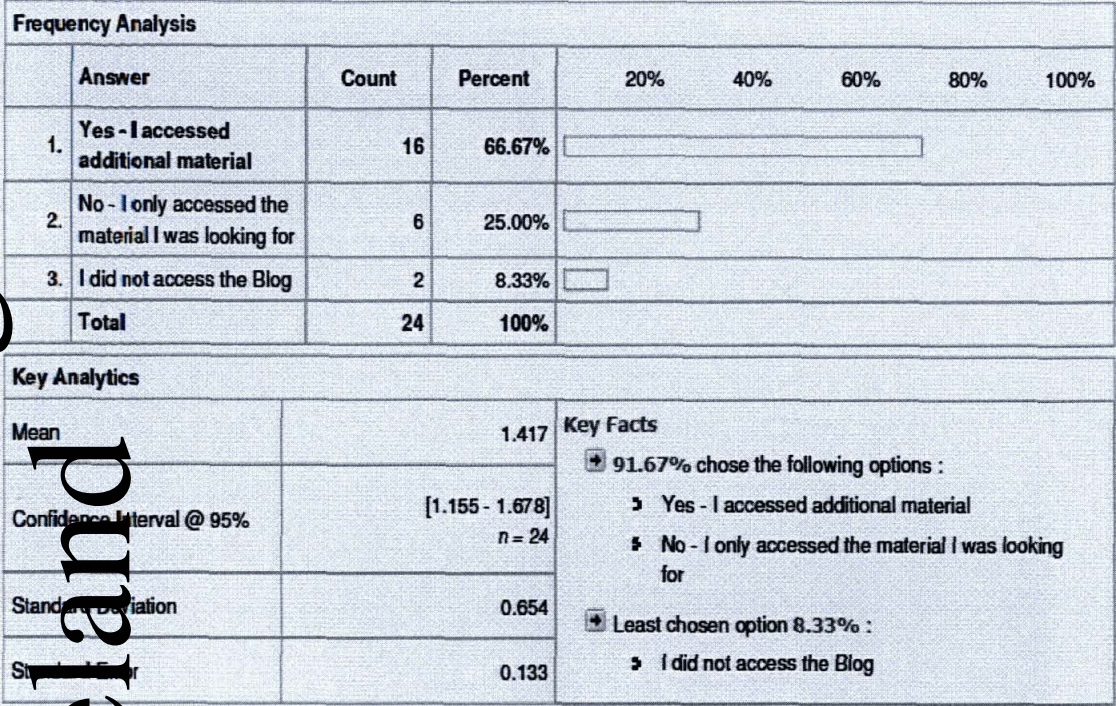 Frequency Analysis
Answer Count Percent 20% 40% 60% 80% 100%
1. Yes - I accessed additional material 16 66.67%
2. No - I only accessed the material I was looking for 6 25.00%
3. I did not access the Blog 2 8.33%
Total 24 100%
Key Analytics
Mean 1.417
Confidence Interval @ 95% [1.155 - 1.678]
n = 24
Standard Deviation 0.654
Standard Error 0.133
Key Facts
91.67% chose the following options :
Yes - I accessed additional material
No - I only accessed the material I was looking
for
Least chosen option 8.33% :
I did not access the Blog